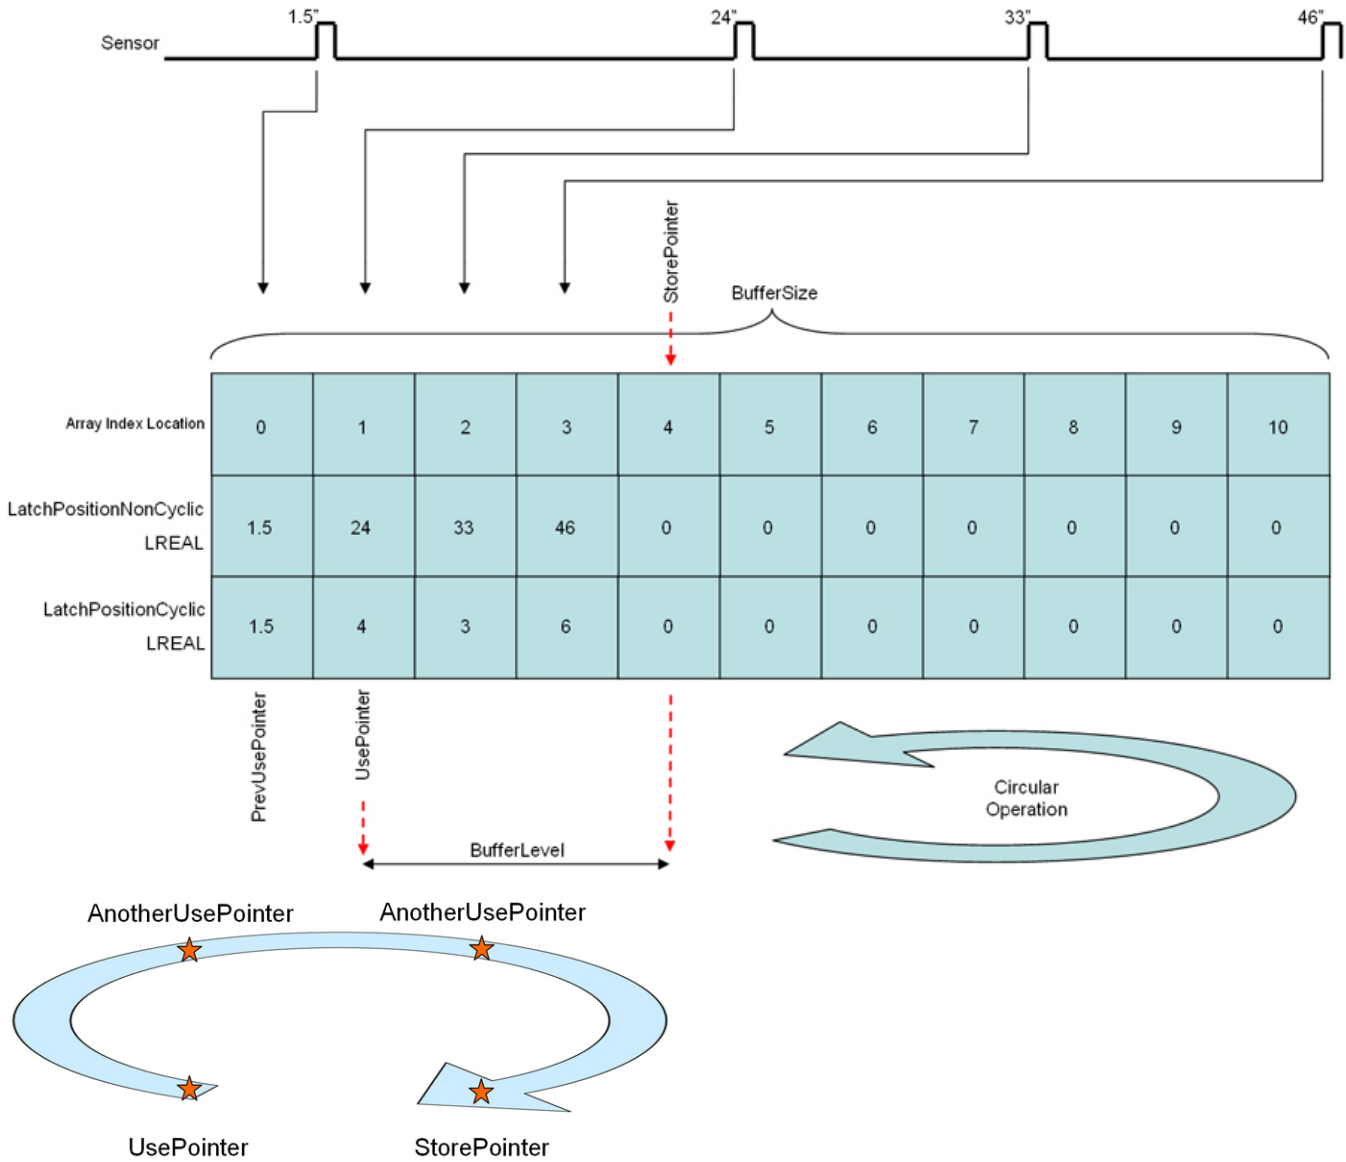 1.5" 24" 33" 46"
Sensor
StorePointer
BufferSize
Array Index Location 0 1 2 3 4 5 6 7 8 9 10
LatchPositionNonCyclic
LREAL
1.5 24 33 46 0 0 0 0 0 0 0
LatchPositionCyclic
LREAL
1.5 4 3 6 0 0 0 0 0 0 0
PrevUsePointer
UsePointer
Circular
Operation
BufferLevel
AnotherUsePointer AnotherUsePointer
UsePointer StorePointer